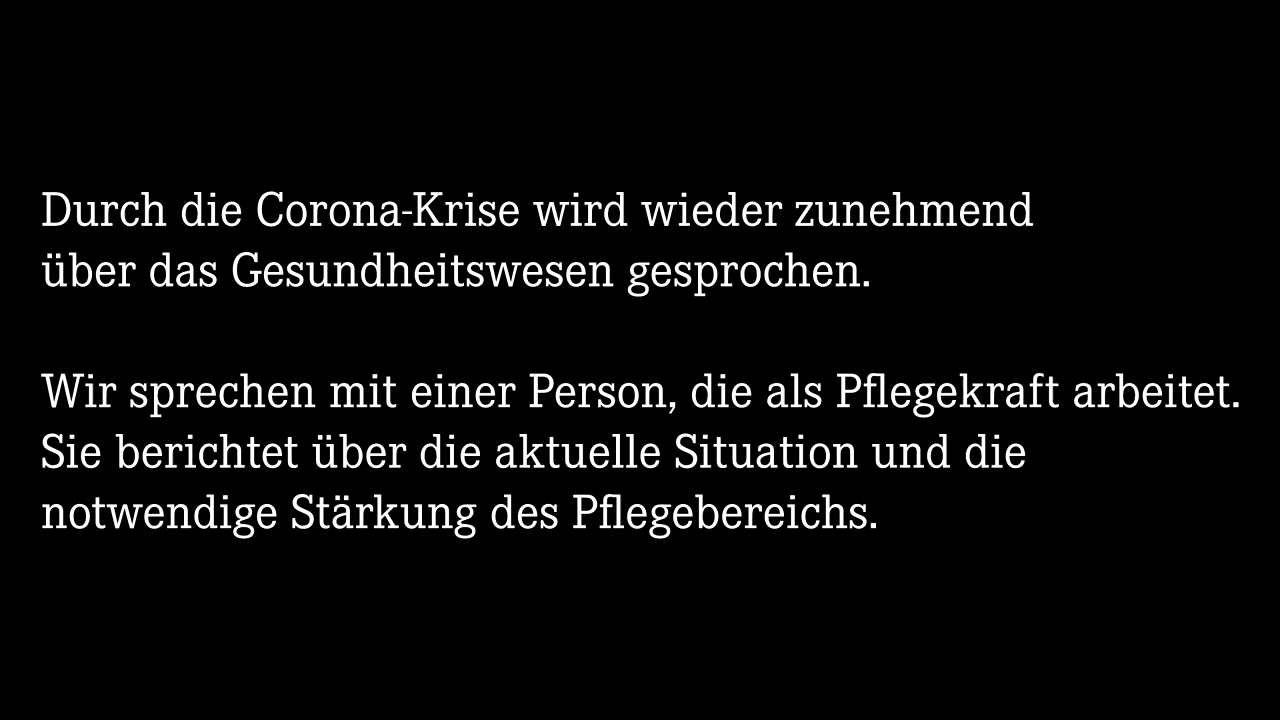 Durch die Corona-Krise wird wieder zunehmend
über das Gesundheitswesen gesprochen.
Wir sprechen mit einer Person, die als Pflegekraft arbeitet.
Sie berichtet über die aktuelle Situation und die
notwendige Stärkung des Pflegebereichs.